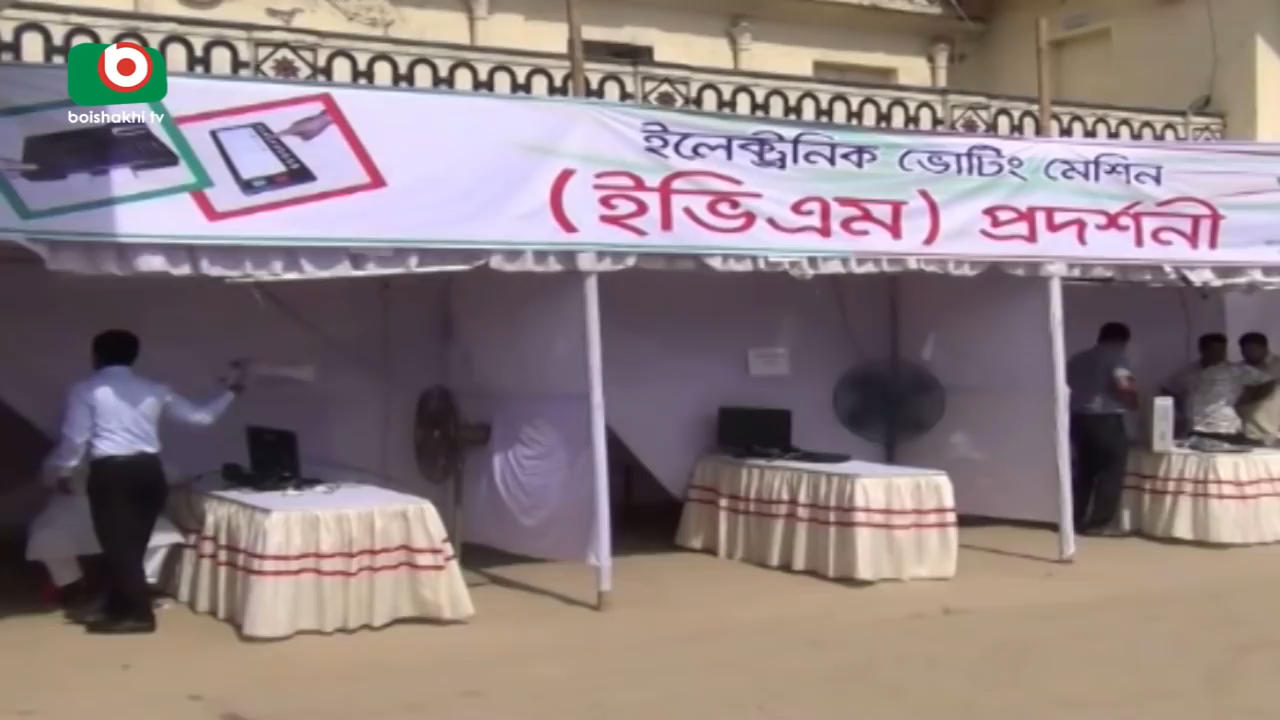 boishakhi tv
ইলেক্ট্রনিক ভোটিং মেশিন
(ইভিএম) প্রদর্শনী